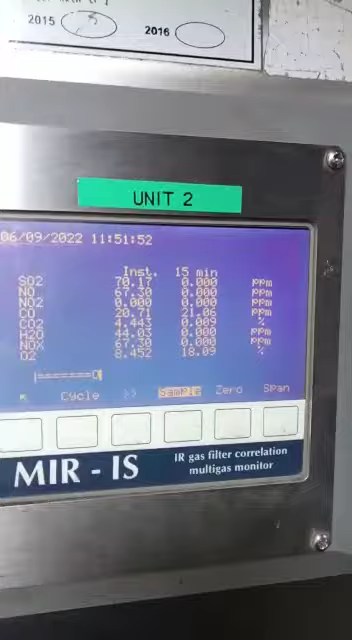 2015
2016
UNIT 2
06/09/2022 11:51:52
Inst. 15 min
SO2 70.17 0.000 ppm
NO 67.30 0.000 ppm
NO2 0.000 0.000 ppm
CO 20.71 21.06 ppm
CO2 4.443 0.009 %
H2O 44.03 0.000 ppm
NOX 67.30 0.000 ppm
O2 8.452 18.09 %
Cycle >> Sample Zero Span
MIR - IS
IR gas filter correlation
multigas monitor